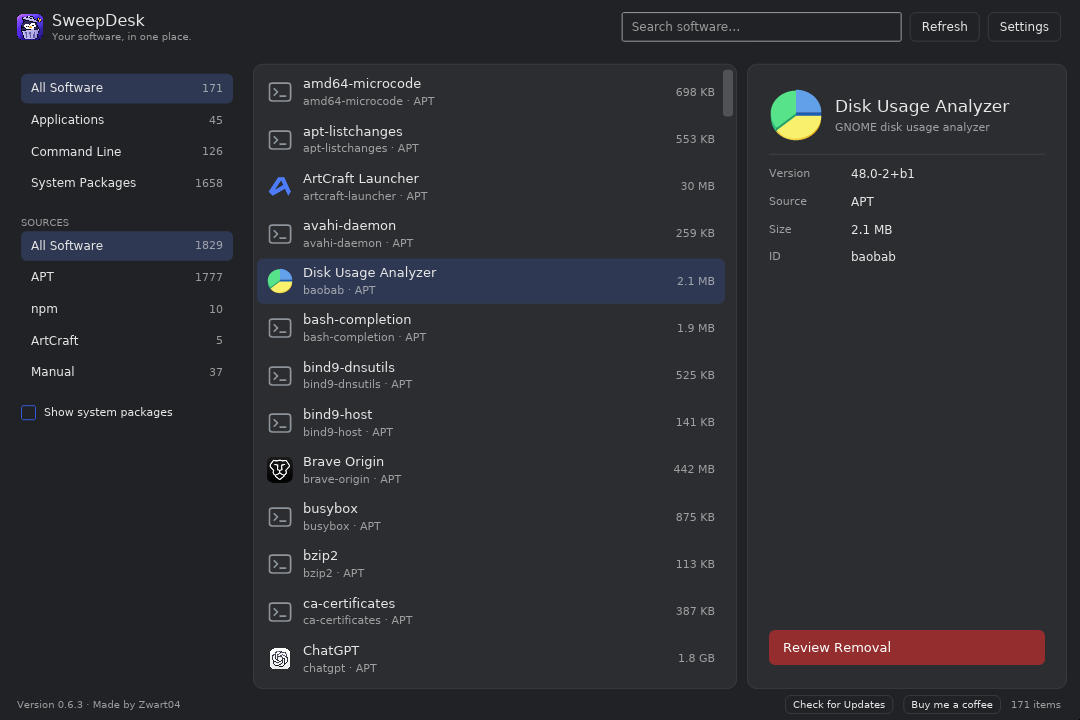 SweepDesk
Your software, in one place.
Search software...
Refresh
Settings
All Software 171
Applications 45
Command Line 126
System Packages 1658
SOURCES
All Software 1829
APT 1777
npm 10
ArtCraft 5
Manual 37
Show system packages
amd64-microcode
amd64-microcode · APT
698 KB
apt-listchanges
apt-listchanges · APT
553 KB
ArtCraft Launcher
artcraft-launcher · APT
30 MB
avahi-daemon
avahi-daemon · APT
259 KB
Disk Usage Analyzer
baobab · APT
2.1 MB
bash-completion
bash-completion · APT
1.9 MB
bind9-dnsutils
bind9-dnsutils · APT
525 KB
bind9-host
bind9-host · APT
141 KB
Brave Origin
brave-origin · APT
442 MB
busybox
busybox · APT
875 KB
bzip2
bzip2 · APT
113 KB
ca-certificates
ca-certificates · APT
387 KB
ChatGPT
chatgpt · APT
1.8 GB
Disk Usage Analyzer
GNOME disk usage analyzer
Version 48.0-2+b1
Source APT
Size 2.1 MB
ID baobab
Review Removal
Version 0.6.3 · Made by Zwart04
Check for Updates
Buy me a coffee
171 items